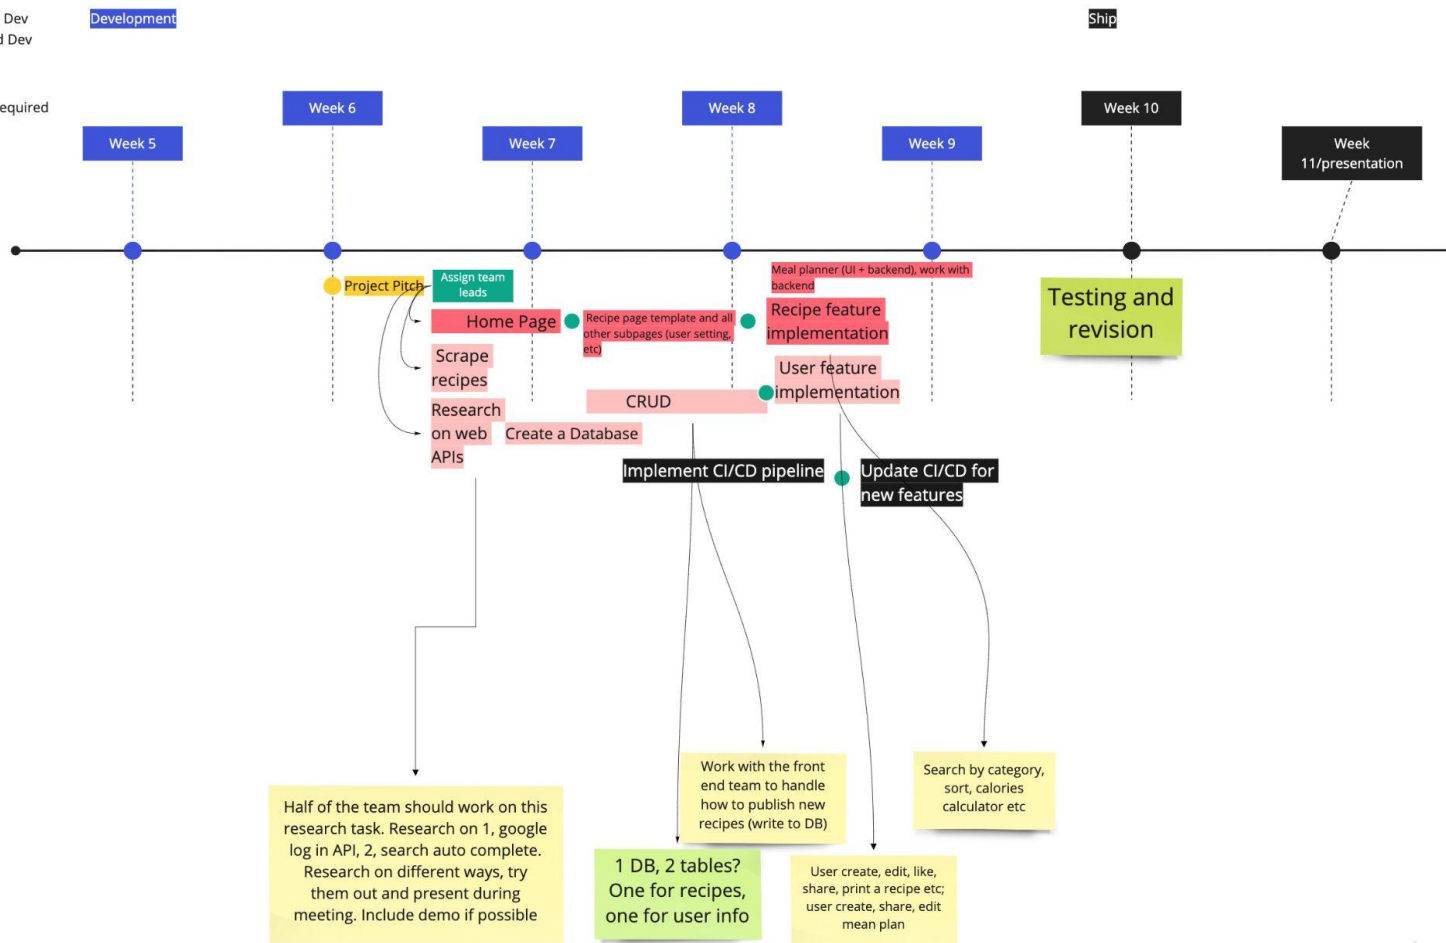 Dev
Development
Ship
d Dev
equired
Week 6
Week 8
Week 10
Week 5
Week 7
Week 9
Week
11/presentation
Project Pitch
Assign team
leads
Meal planner (UI + backend), work with
backend
Home Page
Recipe page template and all
other subpages (user setting,
etc)
Recipe feature
implementation
Testing and
revision
Scrape
recipes
User feature
implementation
CRUD
Research
on web
APIs
Create a Database
Implement CI/CD pipeline
Update CI/CD for
new features
Work with the front
end team to handle
how to publish new
recipes (write to DB)
Search by category,
sort, calories
calculator etc
Half of the team should work on this
research task. Research on 1, google
log in API, 2, search auto complete.
Research on different ways, try
them out and present during
meeting. Include demo if possible
1 DB, 2 tables?
One for recipes,
one for user info
User create, edit, like,
share, print a recipe etc;
user create, share, edit
mean plan